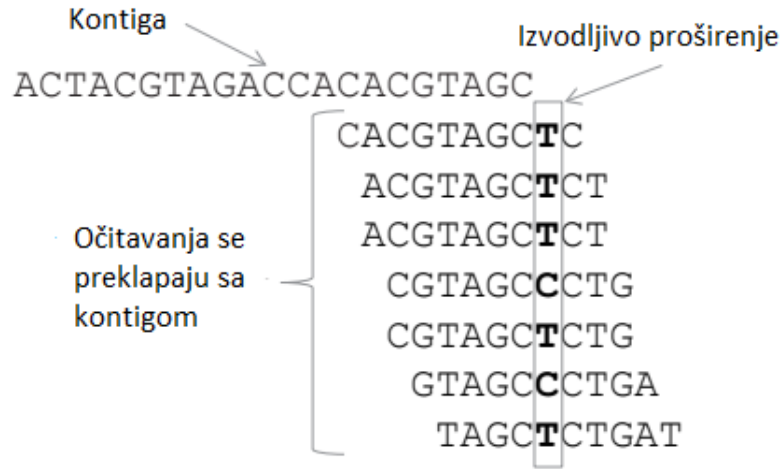 Kontiga
Izvodljivo proširenje
ACTACGTAGACCACACGTAGC
CACGTAGCTC
ACGTAGCTCT
ACGTAGCTCT
Očitavanja se
preklapaju sa
kontigom
CGTAGCCCTG
CGTAGCTCTG
GTAGCCCTGA
TAGCTCTGAT